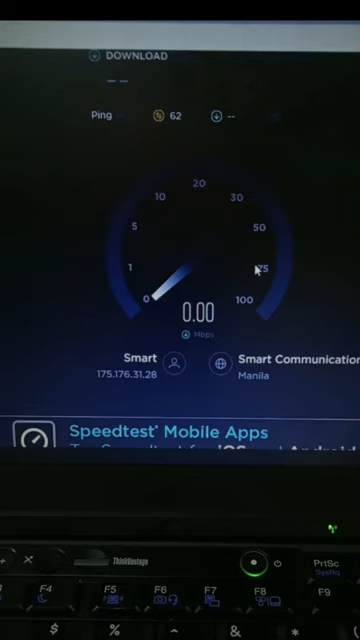 DOWNLOAD
--
Ping 62 --
0
1
5
10
20
30
50
75
100
0.00
Mbps
Smart
175.176.31.28
Smart Communication
Manila
Speedtest® Mobile Apps
ThinkVantage
PrtSc
SysRq
F4
F5
F6
F7
F8
F9
$
%
^
&
*